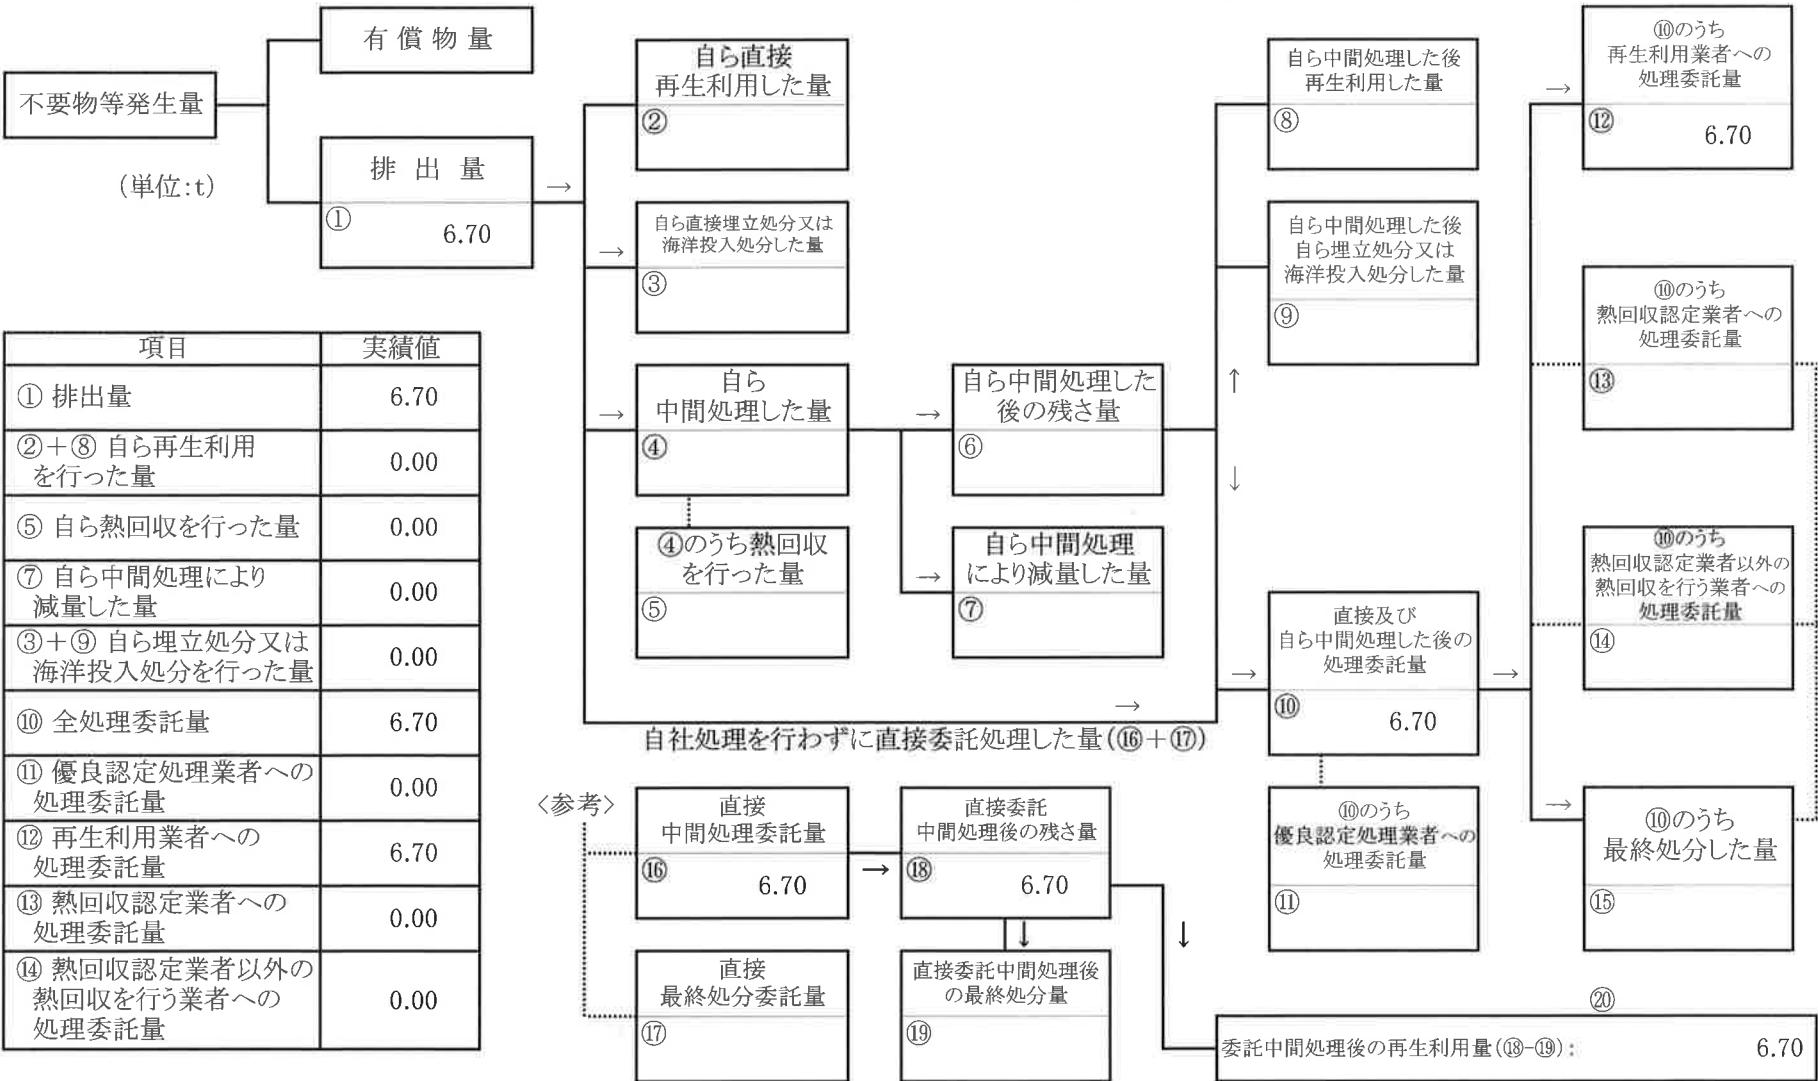 不要物等発生量
(単位:t)
有償物量
排出量
①
6.70
→
自ら直接
再生利用した量
②
→
自ら直接埋立処分又は
海洋投入処分した量
③
→
自ら
中間処理した量
④
④のうち熱回収
を行った量
⑤
→
自ら中間処理した
後の残さ量
⑥
→
自ら中間処理
により減量した量
⑦
自ら中間処理した後
再生利用した量
⑧
自ら中間処理した後
自ら埋立処分又は
海洋投入処分した量
⑨
↑
↓
→
自社処理を行わずに直接委託処理した量(⑯+⑰)
→
直接及び
自ら中間処理した後の
処理委託量
⑩
6.70
⑩のうち
優良認定処理業者への
処理委託量
⑪
→
→
⑩のうち
再生利用業者への
処理委託量
⑫
6.70
⑩のうち
熱回収認定業者への
処理委託量
⑬
⑩のうち
熱回収認定業者以外の
熱回収を行う業者への
処理委託量
⑭
→
⑩のうち
最終処分した量
⑮
項目 実績値
① 排出量 6.70
②+⑧ 自ら再生利用
を行った量 0.00
⑤ 自ら熱回収を行った量 0.00
⑦ 自ら中間処理により
減量した量 0.00
③+⑨ 自ら埋立処分又は
海洋投入処分を行った量 0.00
⑩ 全処理委託量 6.70
⑪ 優良認定処理業者への
処理委託量 0.00
⑫ 再生利用業者への
処理委託量 6.70
⑬ 熱回収認定業者への
処理委託量 0.00
⑭ 熱回収認定業者以外の
熱回収を行う業者への
処理委託量 0.00
〈参考〉
直接
中間処理委託量
⑯
6.70
→
直接委託
中間処理後の残さ量
⑱
6.70
直接
最終処分委託量
⑰
↓
直接委託中間処理後
の最終処分量
⑲
↓
⑳
委託中間処理後の再生利用量(⑱-⑲): 6.70